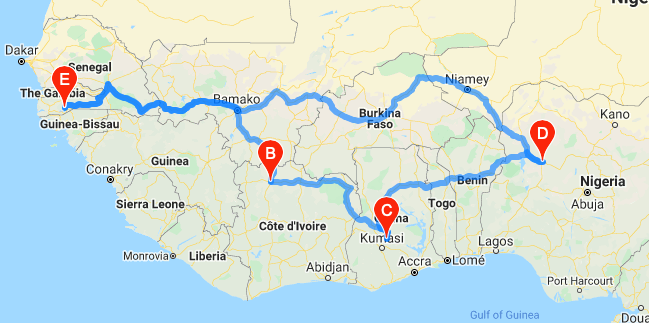 Nige
Dakar
Senegal
E
The Gambia
Guinea-Bissau
Bamako
Niamey
Burkina
Faso
Kano
D
B
Guinea
Conakry
Benin
Nigeria
Abuja
Sierra Leone
C
Togo
Côte d'Ivoire
Kumasi
Lagos
Monrovia
Liberia
Accra
Lomé
Abidjan
Port Harcourt
Gulf of Guinea
Doua